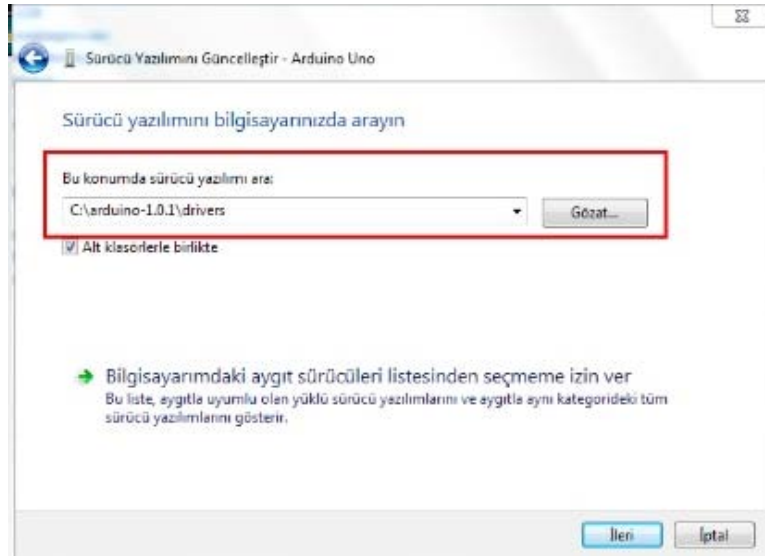 Sürücü Yazılımını Güncelleştir - Arduino Uno
Sürücü yazılımını bilgisayarınızda arayın
Bu konumda sürücü yazılımı ara:
C:\arduino-1.0.1\drivers
Gözat...
Alt klasörlerle birlikte
Bilgisayarımdaki aygıt sürücüleri listesinden seçmeme izin ver
Bu liste, aygıtla uyumlu olan yüklü sürücü yazılımlarını ve aygıtla aynı kategorideki tüm
sürücü yazılımlarını gösterir.
İleri
İptal